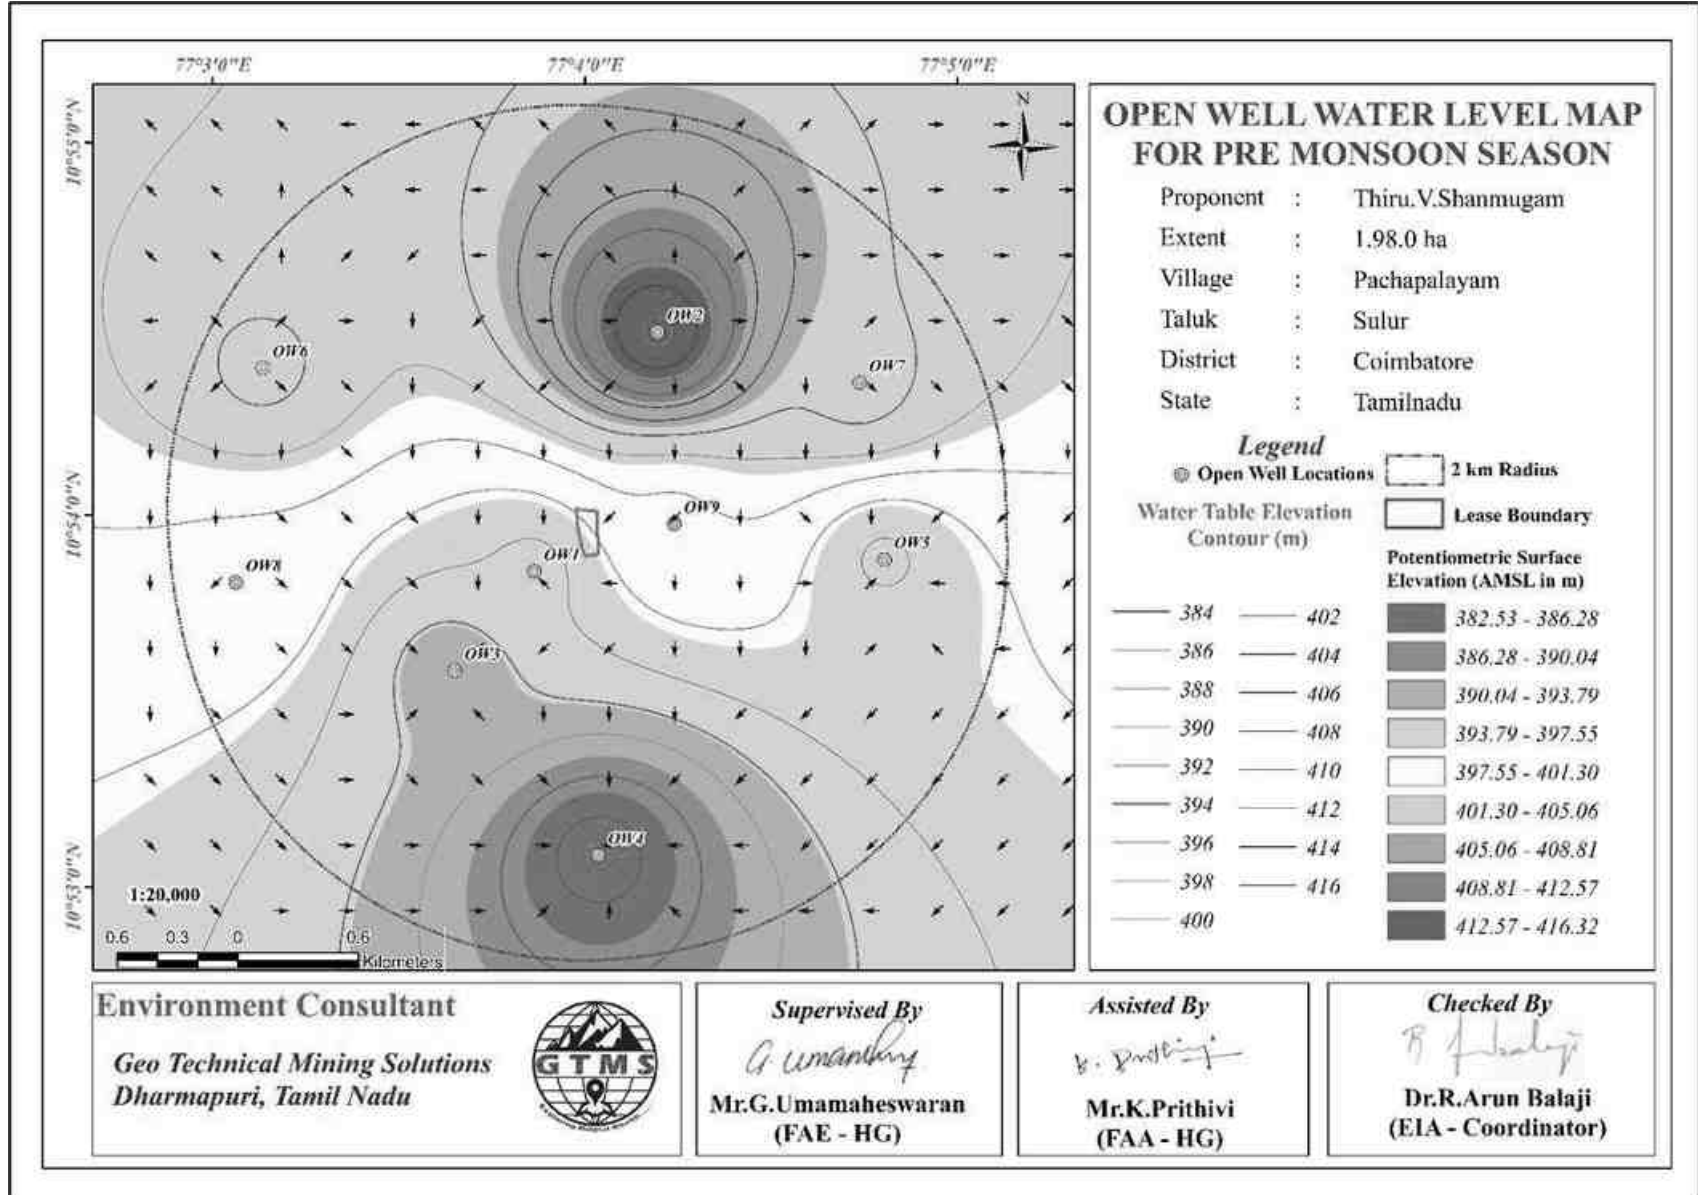 77°3'0"E 77°4'0"E 77°5'0"E
10°55'0"N
10°54'0"N
10°53'0"N
N
OW2
OW6
OW7
OW9
OW1
OW5
OW8
OW3
OW4
1:20,000
0.6 0.3 0 0.6
Kilometers
OPEN WELL WATER LEVEL MAP
FOR PRE MONSOON SEASON
Proponent : Thiru.V.Shanmugam
Extent : 1.98.0 ha
Village : Pachapalayam
Taluk : Sulur
District : Coimbatore
State : Tamilnadu
Legend
Open Well Locations
2 km Radius
Water Table Elevation
Contour (m)
Lease Boundary
Potentiometric Surface
Elevation (AMSL in m)
384 402 382.53 - 386.28
386 404 386.28 - 390.04
388 406 390.04 - 393.79
390 408 393.79 - 397.55
392 410 397.55 - 401.30
394 412 401.30 - 405.06
396 414 405.06 - 408.81
398 416 408.81 - 412.57
400 412.57 - 416.32
Environment Consultant
Geo Technical Mining Solutions
Dharmapuri, Tamil Nadu
GTMS
Supervised By
Mr.G.Umamaheswaran
(FAE - HG)
Assisted By
Mr.K.Prithivi
(FAA - HG)
Checked By
Dr.R.Arun Balaji
(EIA - Coordinator)